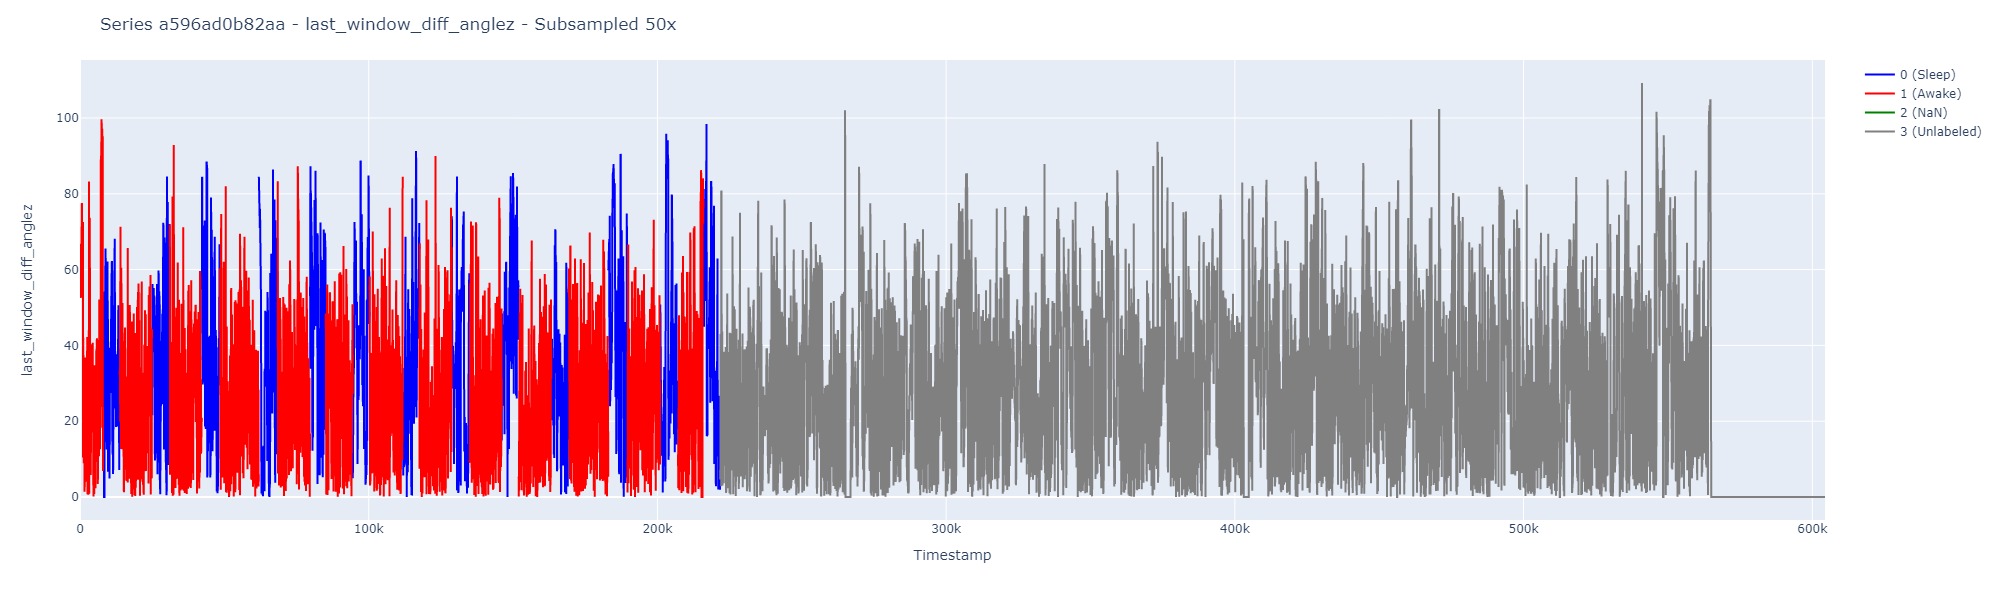 Series a596ad0b82aa - last_window_diff_anglez - Subsampled 50x
0 (Sleep)
1 (Awake)
2 (NaN)
3 (Unlabeled)
last_window_diff_anglez
100
80
60
40
20
0
0 100k 200k 300k 400k 500k 600k
Timestamp